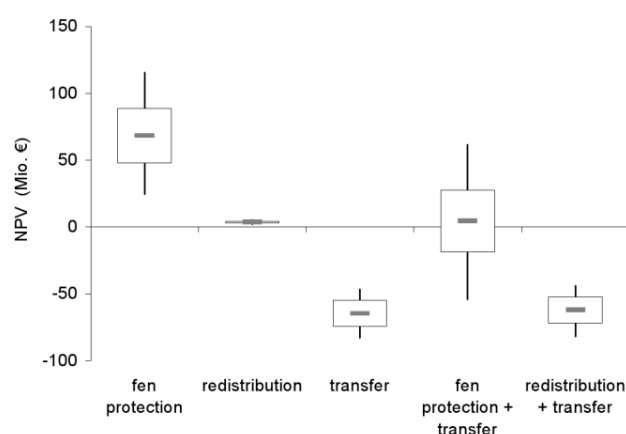 150
100
50
0
-50
-100
NPV (Mio. €)
fen
protection
redistribution
transfer
fen
protection +
transfer
redistribution
+ transfer